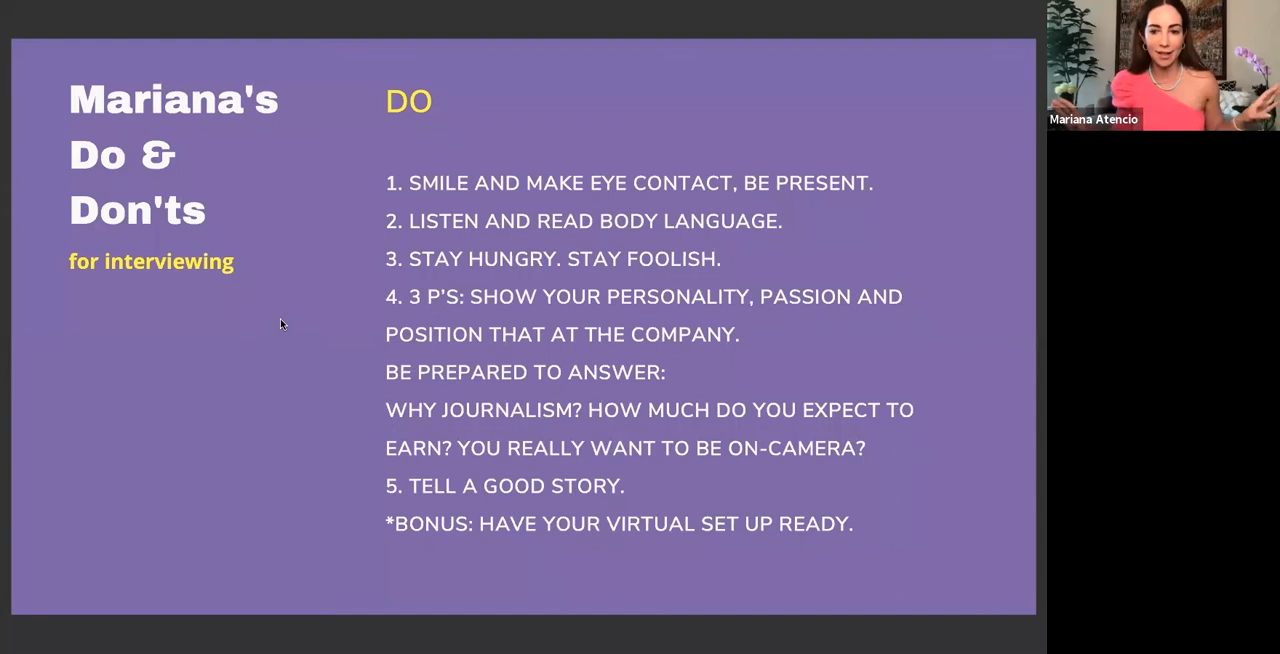 Mariana's
Do &
Don'ts
for interviewing
DO
1. SMILE AND MAKE EYE CONTACT, BE PRESENT.
2. LISTEN AND READ BODY LANGUAGE.
3. STAY HUNGRY. STAY FOOLISH.
4. 3 P'S: SHOW YOUR PERSONALITY, PASSION AND
POSITION THAT AT THE COMPANY.
BE PREPARED TO ANSWER:
WHY JOURNALISM? HOW MUCH DO YOU EXPECT TO
EARN? YOU REALLY WANT TO BE ON-CAMERA?
5. TELL A GOOD STORY.
*BONUS: HAVE YOUR VIRTUAL SET UP READY.
Mariana Atencio